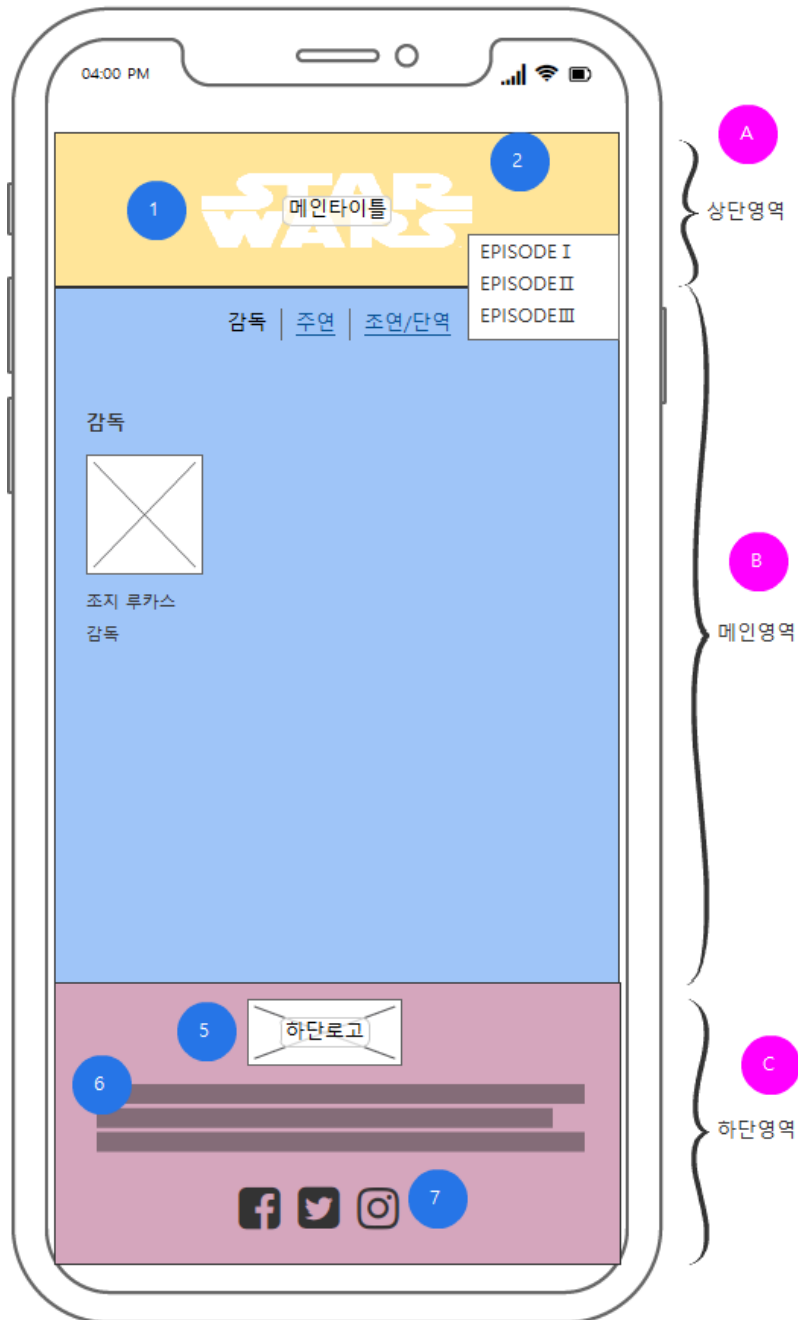 04:00 PM
A
2
STAR
WARS
1
메인타이틀
상단영역
EPISODE Ⅰ
EPISODEⅡ
EPISODEⅢ
감독
주연
조연/단역
감독
B
조지 루카스
감독
메인영역
5
하단로고
C
6
하단영역
7